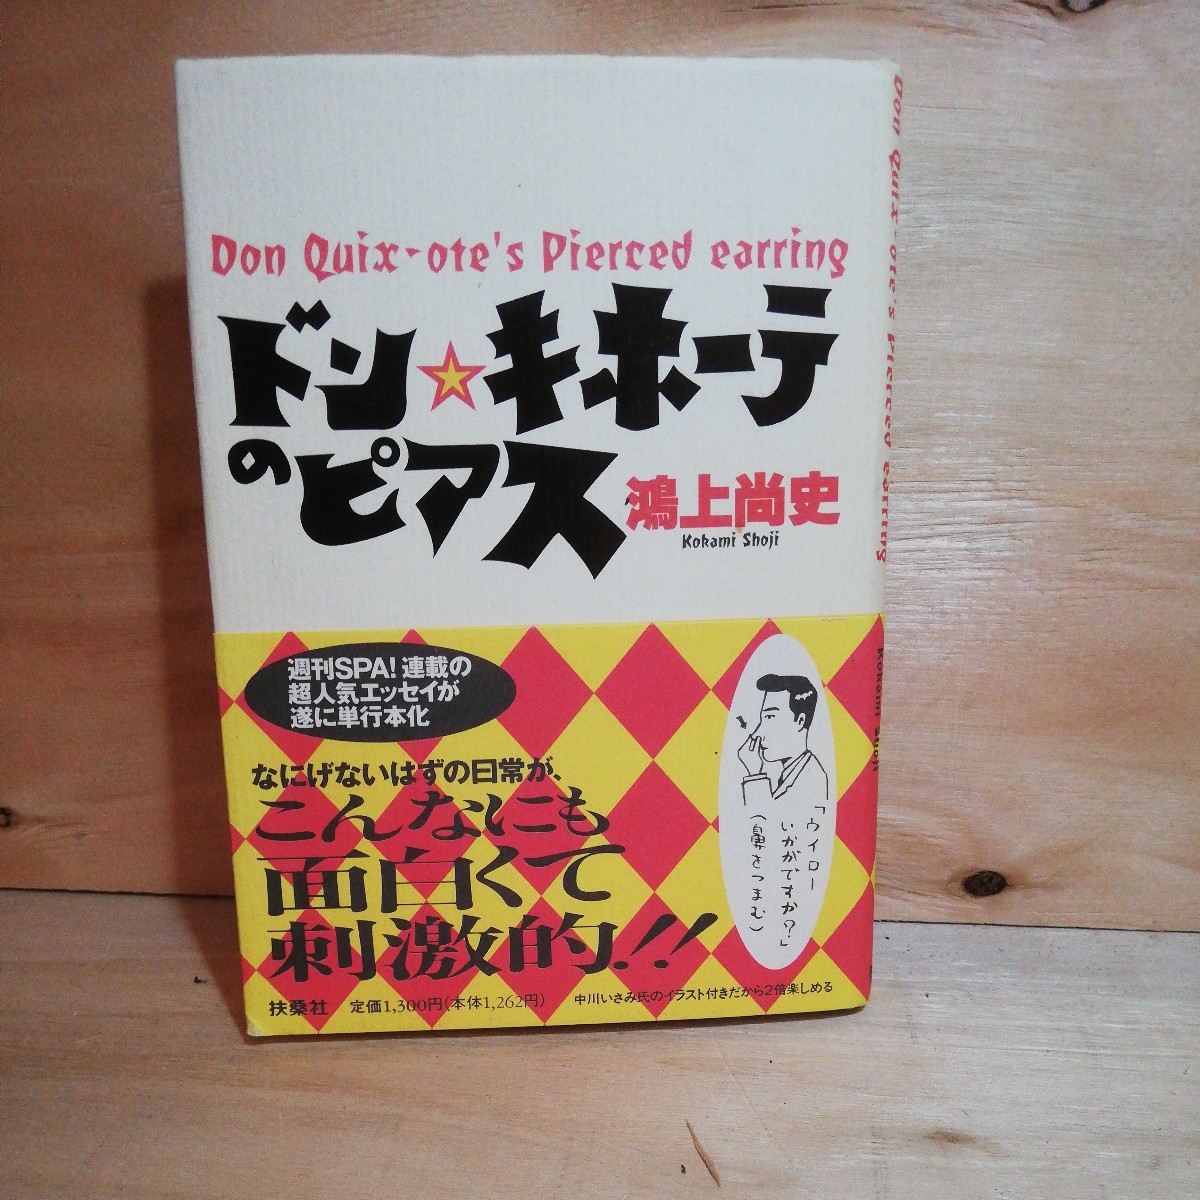 Don Quix-ote's Pierced earring
ドン☆キホーテ
のピアス
鴻上尚史
Kokami Shoji
週刊SPA!連載の
超人気エッセイが
遂に単行本化
なにげないはずの日常が、
こんなにも
面白くて
刺激的!!
「ウイロー
いかがですか?」
(鼻をつまむ)
扶桑社 定価1,300円(本体1,262円) 中川いさみ氏のイラスト付きだから2倍楽しめる
Don Quix-ote's Pierced earring
Kokami Shoji